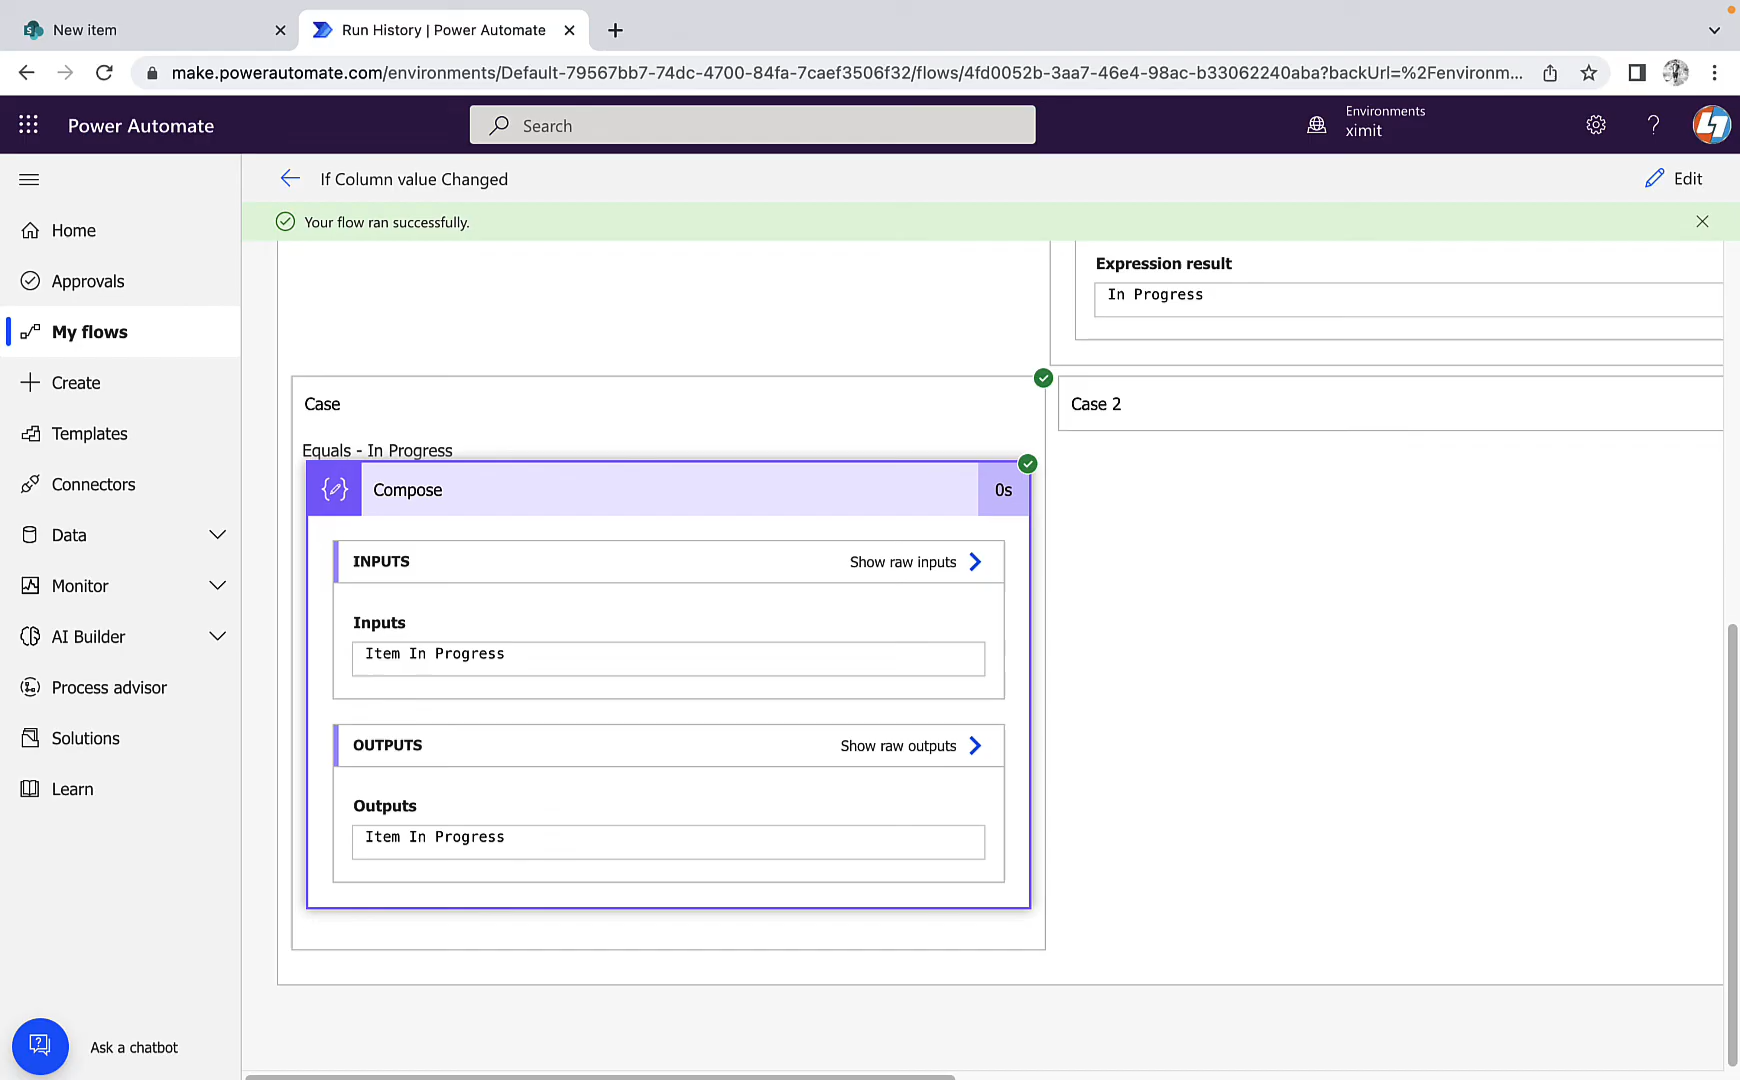 New item
Run History | Power Automate
make.powerautomate.com/environments/Default-79567bb7-74dc-4700-84fa-7caef3506f32/flows/4fd0052b-3aa7-46e4-98ac-b33062240aba?backUrl=%2Fenvironm...
Power Automate
Search
Environments
ximit
If Column value Changed
Edit
Your flow ran successfully.
Home
Approvals
My flows
Create
Templates
Connectors
Data
Monitor
AI Builder
Process advisor
Solutions
Learn
Ask a chatbot
Expression result
In Progress
Case
Case 2
Equals - In Progress
Compose
0s
INPUTS
Show raw inputs
Inputs
Item In Progress
OUTPUTS
Show raw outputs
Outputs
Item In Progress